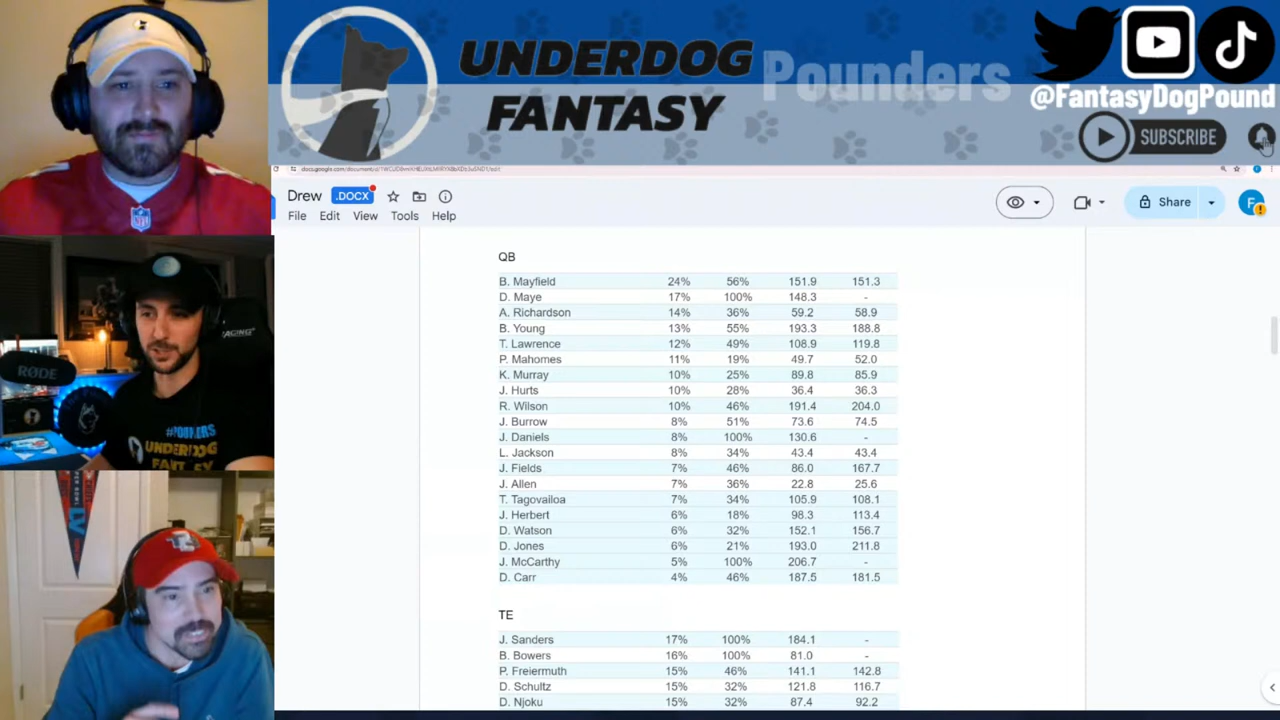 UNDERDOG
FANTASY
Pounders
@FantasyDogPound
SUBSCRIBE
Drew .DOCX
File Edit View Tools Help
Share
F
QB
B. Mayfield 24% 56% 151.9 151.3
D. Maye 17% 100% 148.3 -
A. Richardson 14% 36% 59.2 58.9
B. Young 13% 55% 193.3 188.8
T. Lawrence 12% 49% 108.9 119.8
P. Mahomes 11% 19% 49.7 52.0
K. Murray 10% 25% 89.8 85.9
J. Hurts 10% 28% 36.4 36.3
R. Wilson 10% 46% 191.4 204.0
J. Burrow 8% 51% 73.6 74.5
J. Daniels 8% 100% 130.6 -
L. Jackson 8% 34% 43.4 43.4
J. Fields 7% 46% 86.0 167.7
J. Allen 7% 36% 22.8 25.6
T. Tagovailoa 7% 34% 105.9 108.1
J. Herbert 6% 18% 98.3 113.4
D. Watson 6% 32% 152.1 156.7
D. Jones 6% 21% 193.0 211.8
J. McCarthy 5% 100% 206.7 -
D. Carr 4% 46% 187.5 181.5
TE
J. Sanders 17% 100% 184.1 -
B. Bowers 16% 100% 81.0 -
P. Freiermuth 15% 46% 141.1 142.8
D. Schultz 15% 32% 121.8 116.7
D. Njoku 15% 32% 87.4 92.2
RØDE
#POUNDERS
UNDERDOG
FANTASY
LV